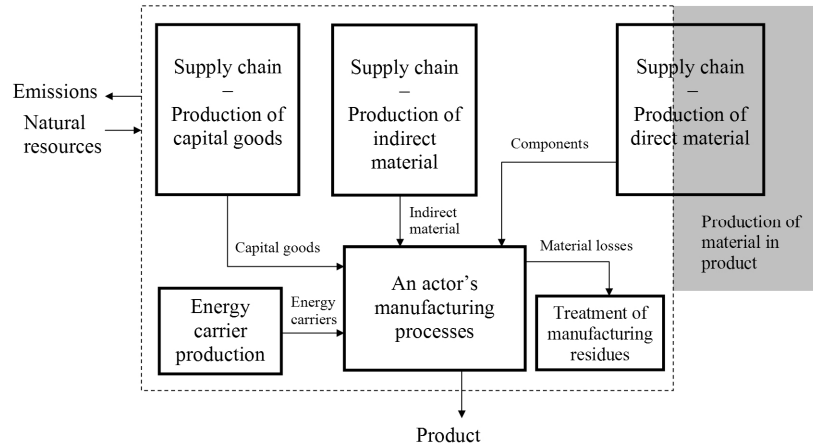 Supply chain
–
Production of
capital goods
Supply chain
–
Production of
indirect
material
Supply chain
–
Production of
direct material
Emissions
Natural
resources
Components
Indirect
material
Capital goods
Material losses
Production of
material in
product
An actor’s
manufacturing
processes
Energy
carrier
production
Energy
carriers
Treatment of
manufacturing
residues
Product